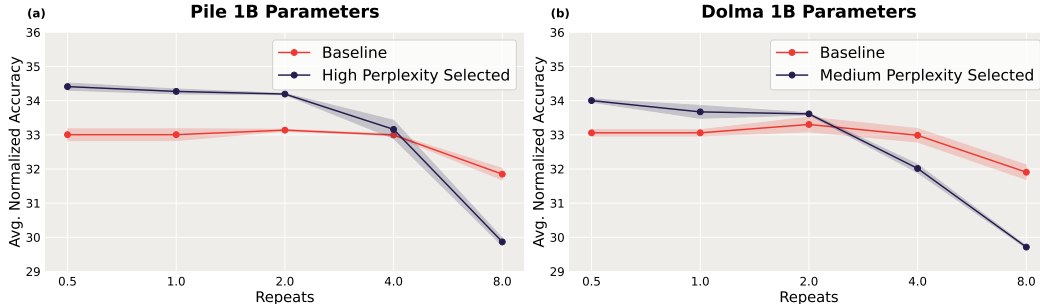 (a)
Pile 1B Parameters
Avg. Normalized Accuracy
36
35
34
33
32
31
30
29
Baseline
High Perplexity Selected
0.5 1.0 2.0 4.0 8.0
Repeats
(b)
Dolma 1B Parameters
Avg. Normalized Accuracy
36
35
34
33
32
31
30
29
Baseline
Medium Perplexity Selected
0.5 1.0 2.0 4.0 8.0
Repeats